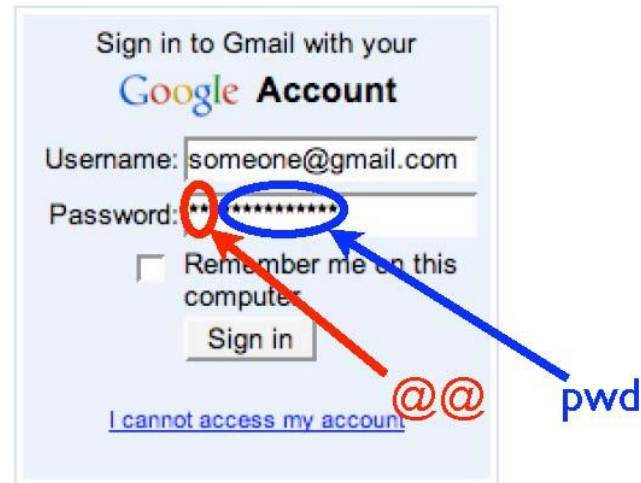 Sign in to Gmail with your
Google Account
Username: someone@gmail.com
Password: **************
Remember me on this
computer.
Sign in
@@ pwd
I cannot access my account